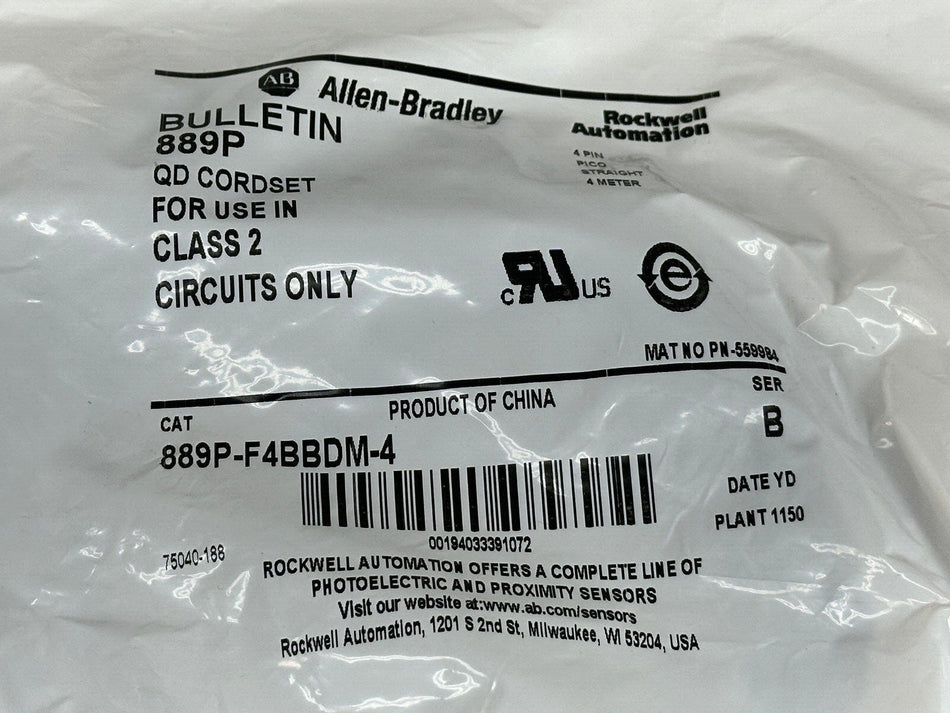 AB Allen-Bradley
Rockwell
Automation
BULLETIN
889P
QD CORDSET
FOR USE IN
CLASS 2
CIRCUITS ONLY
4 PIN
PICO
STRAIGHT
4 METER
c RU US
e
MAT NO PN-559984
PRODUCT OF CHINA
SER
B
CAT
889P-F4BBDM-4
DATE YD
PLANT 1150
00194033391072
75040-188
ROCKWELL AUTOMATION OFFERS A COMPLETE LINE OF
PHOTOELECTRIC AND PROXIMITY SENSORS
Visit our website at:www.ab.com/sensors
Rockwell Automation, 1201 S 2nd St, Milwaukee, WI 53204, USA